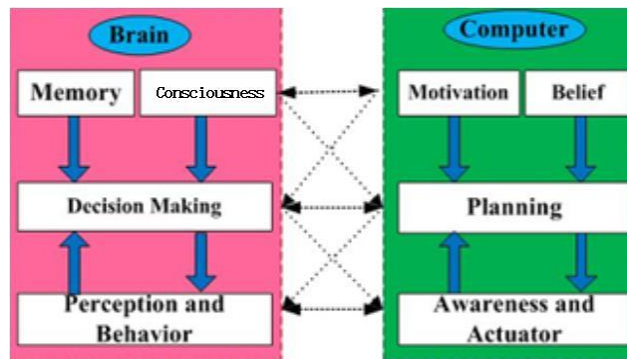 Brain
Computer
Memory
Consciousness
Motivation
Belief
Decision Making
Planning
Perception and
Behavior
Awareness and
Actuator